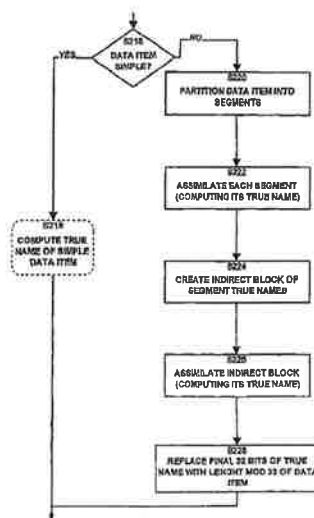 S216
DATA ITEM
SIMPLE?
YES
NO
S220
PARTITION DATA ITEM INTO
SEGMENTS
S222
ASSIMILATE EACH SEGMENT
(COMPUTING ITS TRUE NAME)
S218
COMPUTE TRUE
NAME OF SIMPLE
DATA ITEM
S224
CREATE INDIRECT BLOCK OF
SEGMENT TRUE NAMES
S226
ASSIMILATE INDIRECT BLOCK
(COMPUTING ITS TRUE NAME)
S228
REPLACE FINAL 32 BITS OF TRUE
NAME WITH LENGHT MOD 32 OF DATA
ITEM